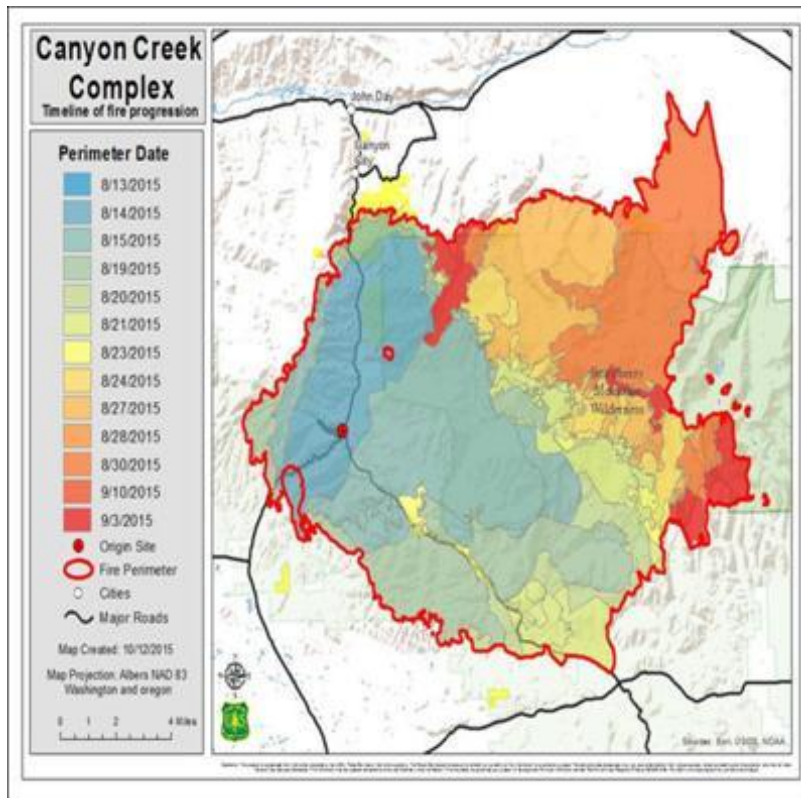 Canyon Creek
Complex
Timeline of fire progression
Perimeter Date
8/13/2015
8/14/2015
8/15/2015
8/19/2015
8/20/2015
8/21/2015
8/23/2015
8/24/2015
8/27/2015
8/28/2015
8/30/2015
9/10/2015
9/3/2015
Origin Site
Fire Perimeter
Cities
Major Roads
Map Created: 10/12/2015
Map Projection: Albers NAD 83
Washington and oregon
0 1 2 4 Miles
John Day
Canyon
City
Mountain
Wilderness
Sources: Esri, USGS, NOAA